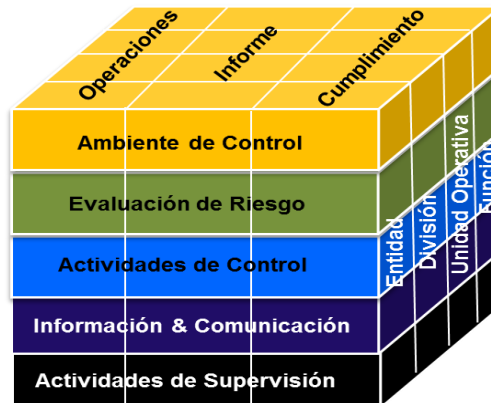 Operaciones
Informe
Cumplimiento
Ambiente de Control
Evaluación de Riesgo
Actividades de Control
Información & Comunicación
Actividades de Supervisión
Entidad
División
Unidad Operativa
Función